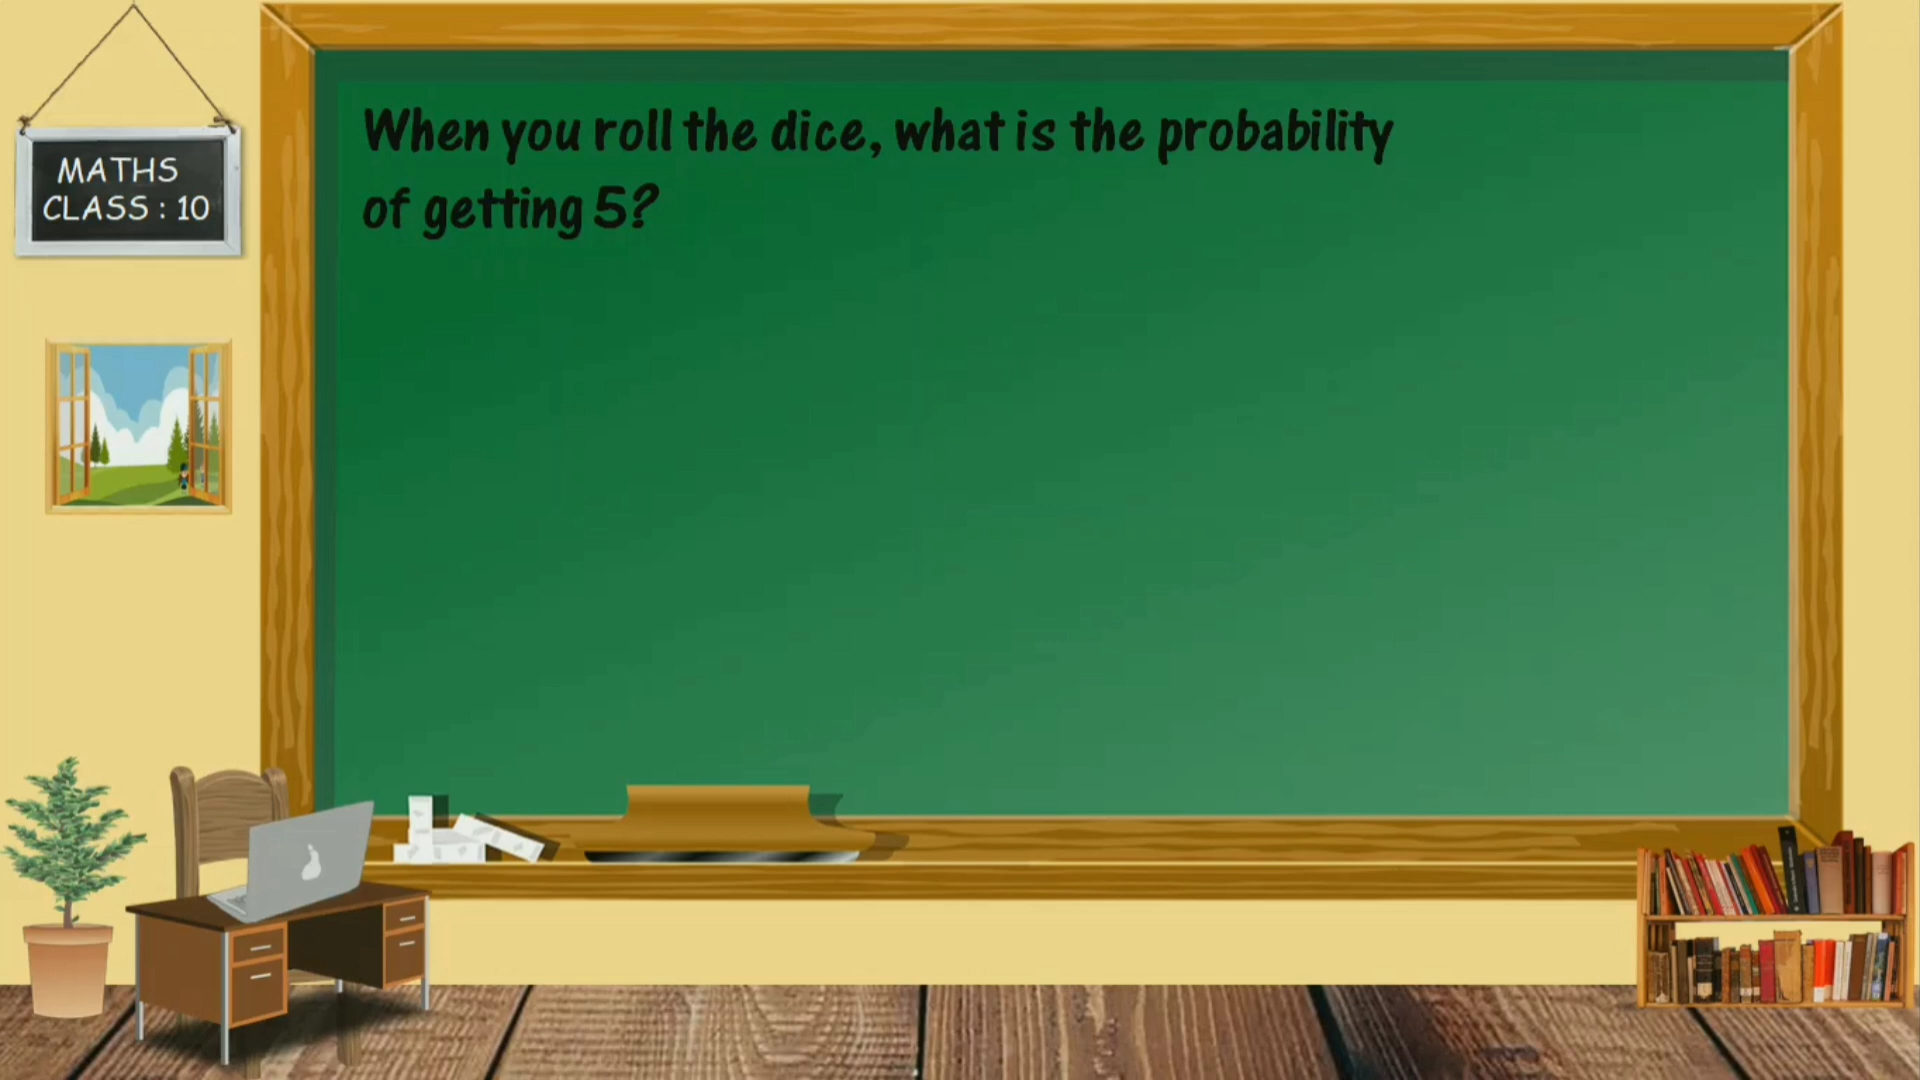 MATHS
CLASS : 10
When you roll the dice, what is the probability
of getting 5?